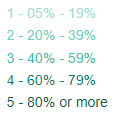 1 - 05% - 19%
2 - 20% - 39%
3 - 40% - 59%
4 - 60% - 79%
5 - 80% or more